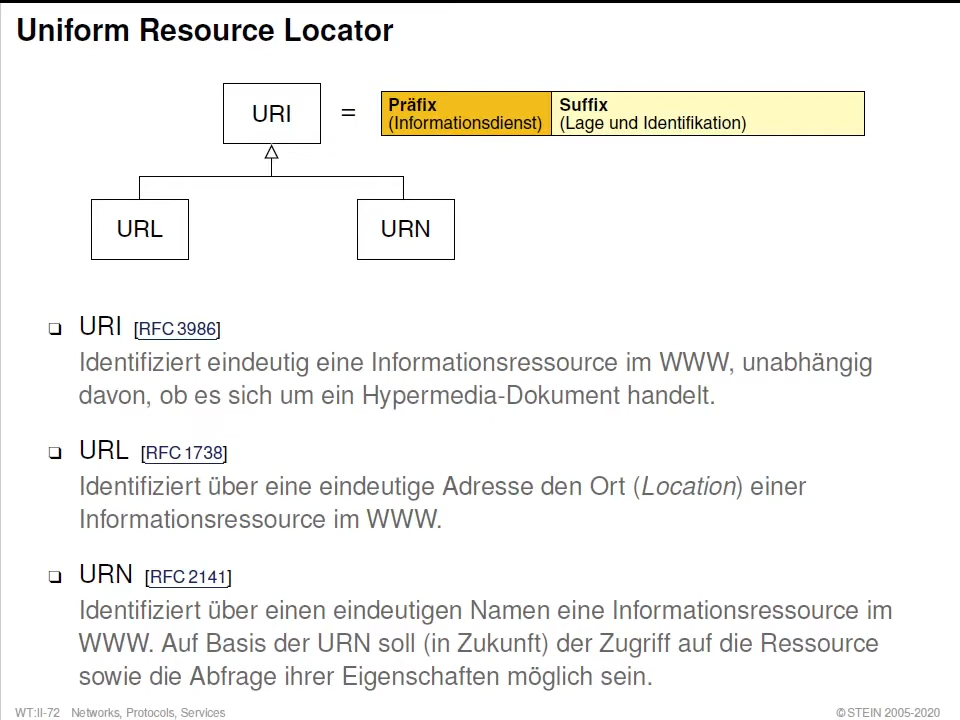 Uniform Resource Locator
URI = Präfix Suffix
(Informationsdienst) (Lage und Identifikation)
URL URN
❑ URI [RFC 3986]
Identifiziert eindeutig eine Informationsressource im WWW, unabhängig
davon, ob es sich um ein Hypermedia-Dokument handelt.
❑ URL [RFC 1738]
Identifiziert über eine eindeutige Adresse den Ort (Location) einer
Informationsressource im WWW.
❑ URN [RFC 2141]
Identifiziert über einen eindeutigen Namen eine Informationsressource im
WWW. Auf Basis der URN soll (in Zukunft) der Zugriff auf die Ressource
sowie die Abfrage ihrer Eigenschaften möglich sein.
WT:II-72 Networks, Protocols, Services ©STEIN 2005-2020